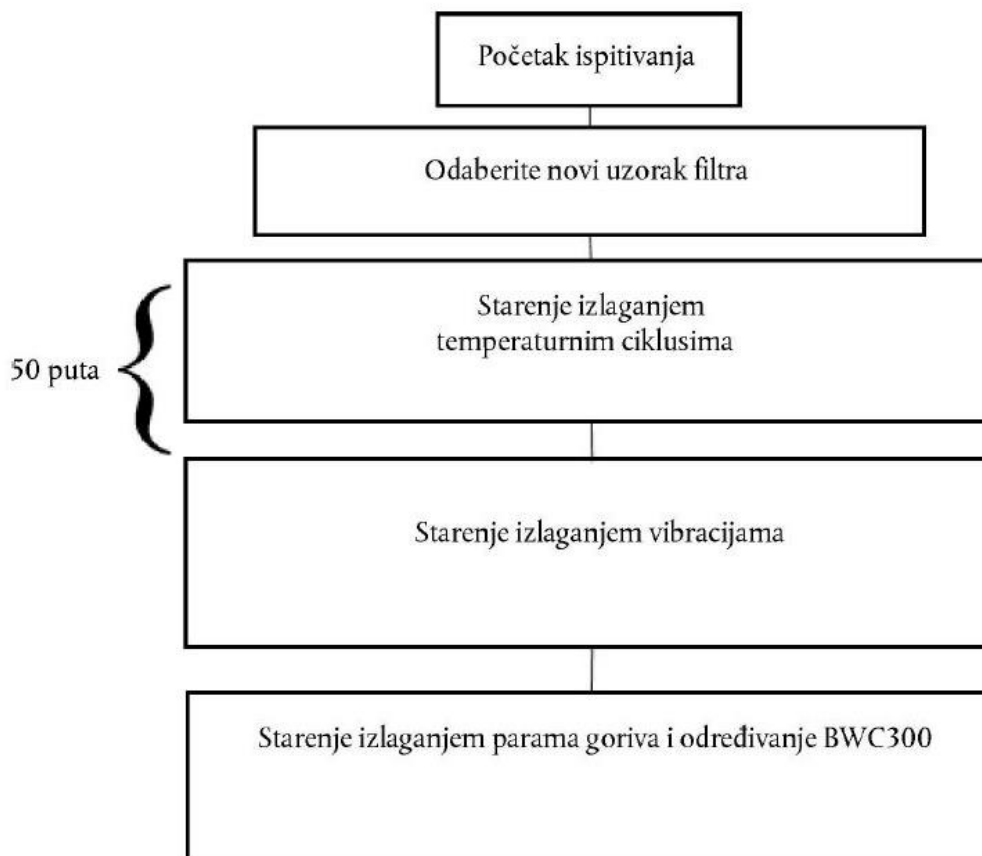 Početak ispitivanja
Odaberite novi uzorak filtra
Starenje izlaganjem
temperaturnim ciklusima
50 puta
Starenje izlaganjem vibracijama
Starenje izlaganjem parama goriva i određivanje BWC300